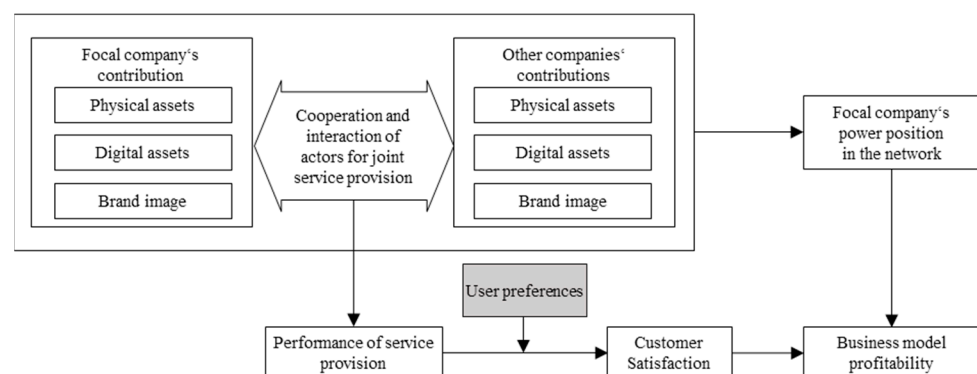 Focal company‘s
contribution
Physical assets
Digital assets
Brand image
Cooperation and
interaction of
actors for joint
service provision
Other companies‘
contributions
Physical assets
Digital assets
Brand image
Focal company‘s
power position
in the network
User preferences
Performance of service
provision
Customer
Satisfaction
Business model
profitability